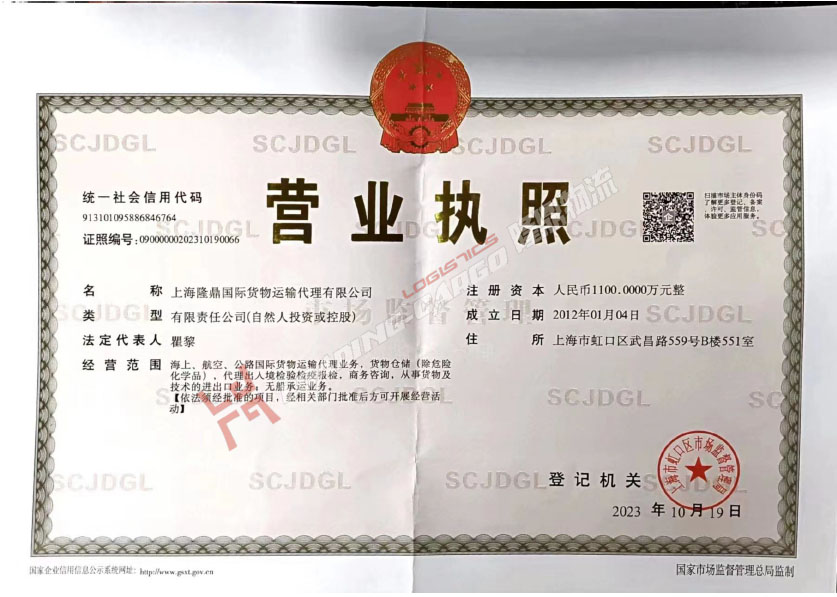 营业执照
统一社会信用代码
913101095886846764
证照编号:09000000202310190066
扫描市场主体身份码
了解更多登记、备案、
许可、监管信息,
体验更多应用服务。
名 称 上海隆鼎国际货物运输代理有限公司
类 型 有限责任公司(自然人投资或控股)
法定代表人 瞿黎
经营范围 海上、航空、公路国际货物运输代理业务,货物仓储(除危险
化学品),代理出入境检验检疫报检,商务咨询,从事货物及
技术的进出口业务;无船承运业务。
【依法须经批准的项目,经相关部门批准后方可开展经营活
动】
注册资本 人民币1100.0000万元整
成立日期 2012年01月04日
住 所 上海市虹口区武昌路559号B楼551室
登记机关
上海市虹口区市场监督管理局
2023 年 10 月 19 日
SCJDGL SCJDGL SCJDGL SCJDGL
市场监督管理
LOGISTICS
国家企业信用信息公示系统网址:http://www.gsxt.gov.cn
国家市场监督管理总局监制